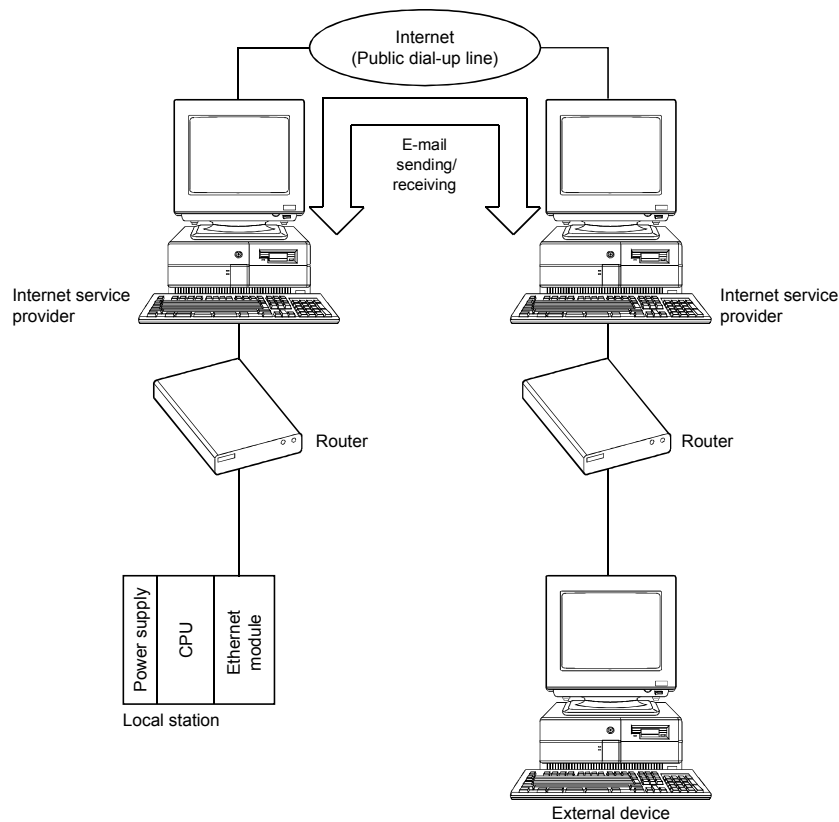 Internet
(Public dial-up line)
E-mail
sending/
receiving
Internet service
provider
Internet service
provider
Router
Router
Power supply
CPU
Ethernet
module
Local station
External device